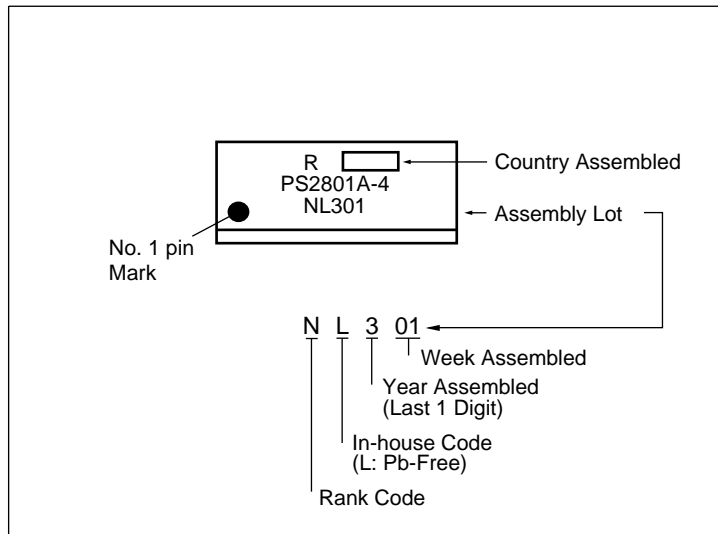 R
PS2801A-4
NL301
Country Assembled
Assembly Lot
No. 1 pin
Mark
N L 3 01
Week Assembled
Year Assembled
(Last 1 Digit)
In-house Code
(L: Pb-Free)
Rank Code